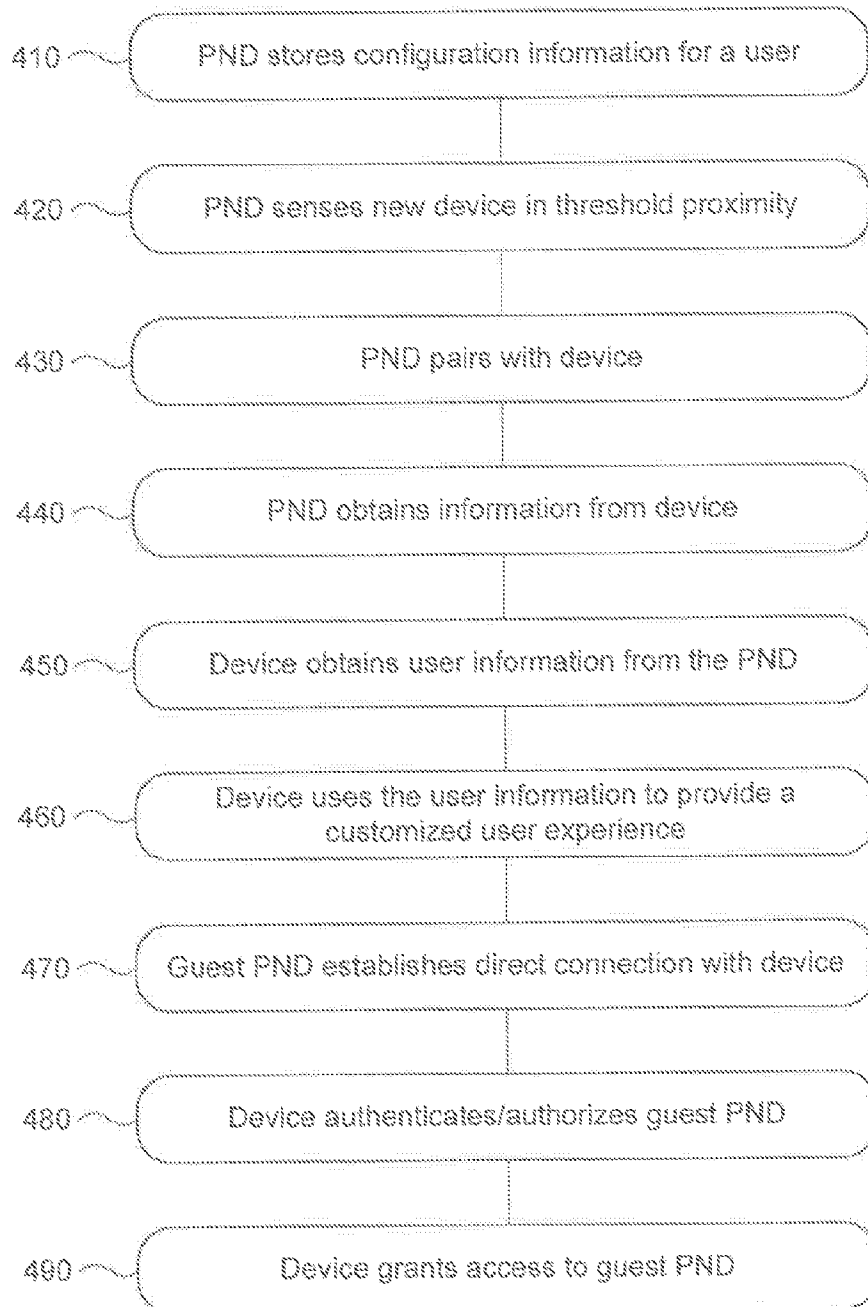 410 PND stores configuration information for a user
420 PND senses new device in threshold proximity
430 PND pairs with device
440 PND obtains information from device
450 Device obtains user information from the PND
460 Device uses the user information to provide a
customized user experience
470 Guest PND establishes direct connection with device
480 Device authenticates/authorizes guest PND
490 Device grants access to guest PND